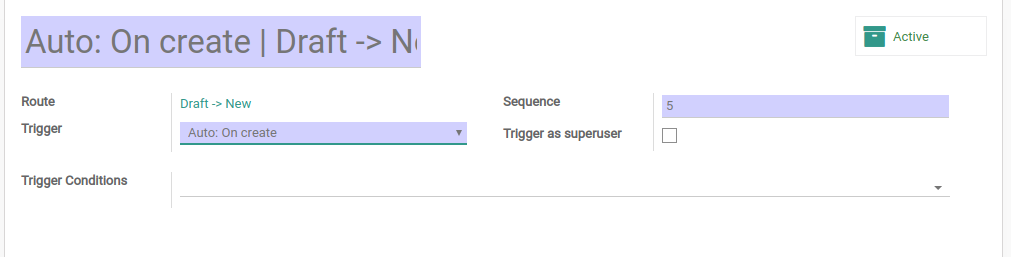 Auto: On create | Draft -> Ne
Active
Route
Draft -> New
Sequence
5
Trigger
Auto: On create
Trigger as superuser
Trigger Conditions